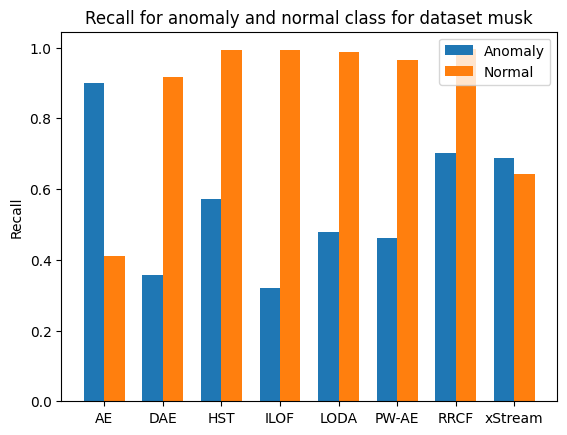 Recall for anomaly and normal class for dataset musk
Anomaly
Normal
1.0
0.8
0.6
0.4
0.2
0.0
Recall
AE DAE HST ILOF LODA PW-AE RRCF xStream